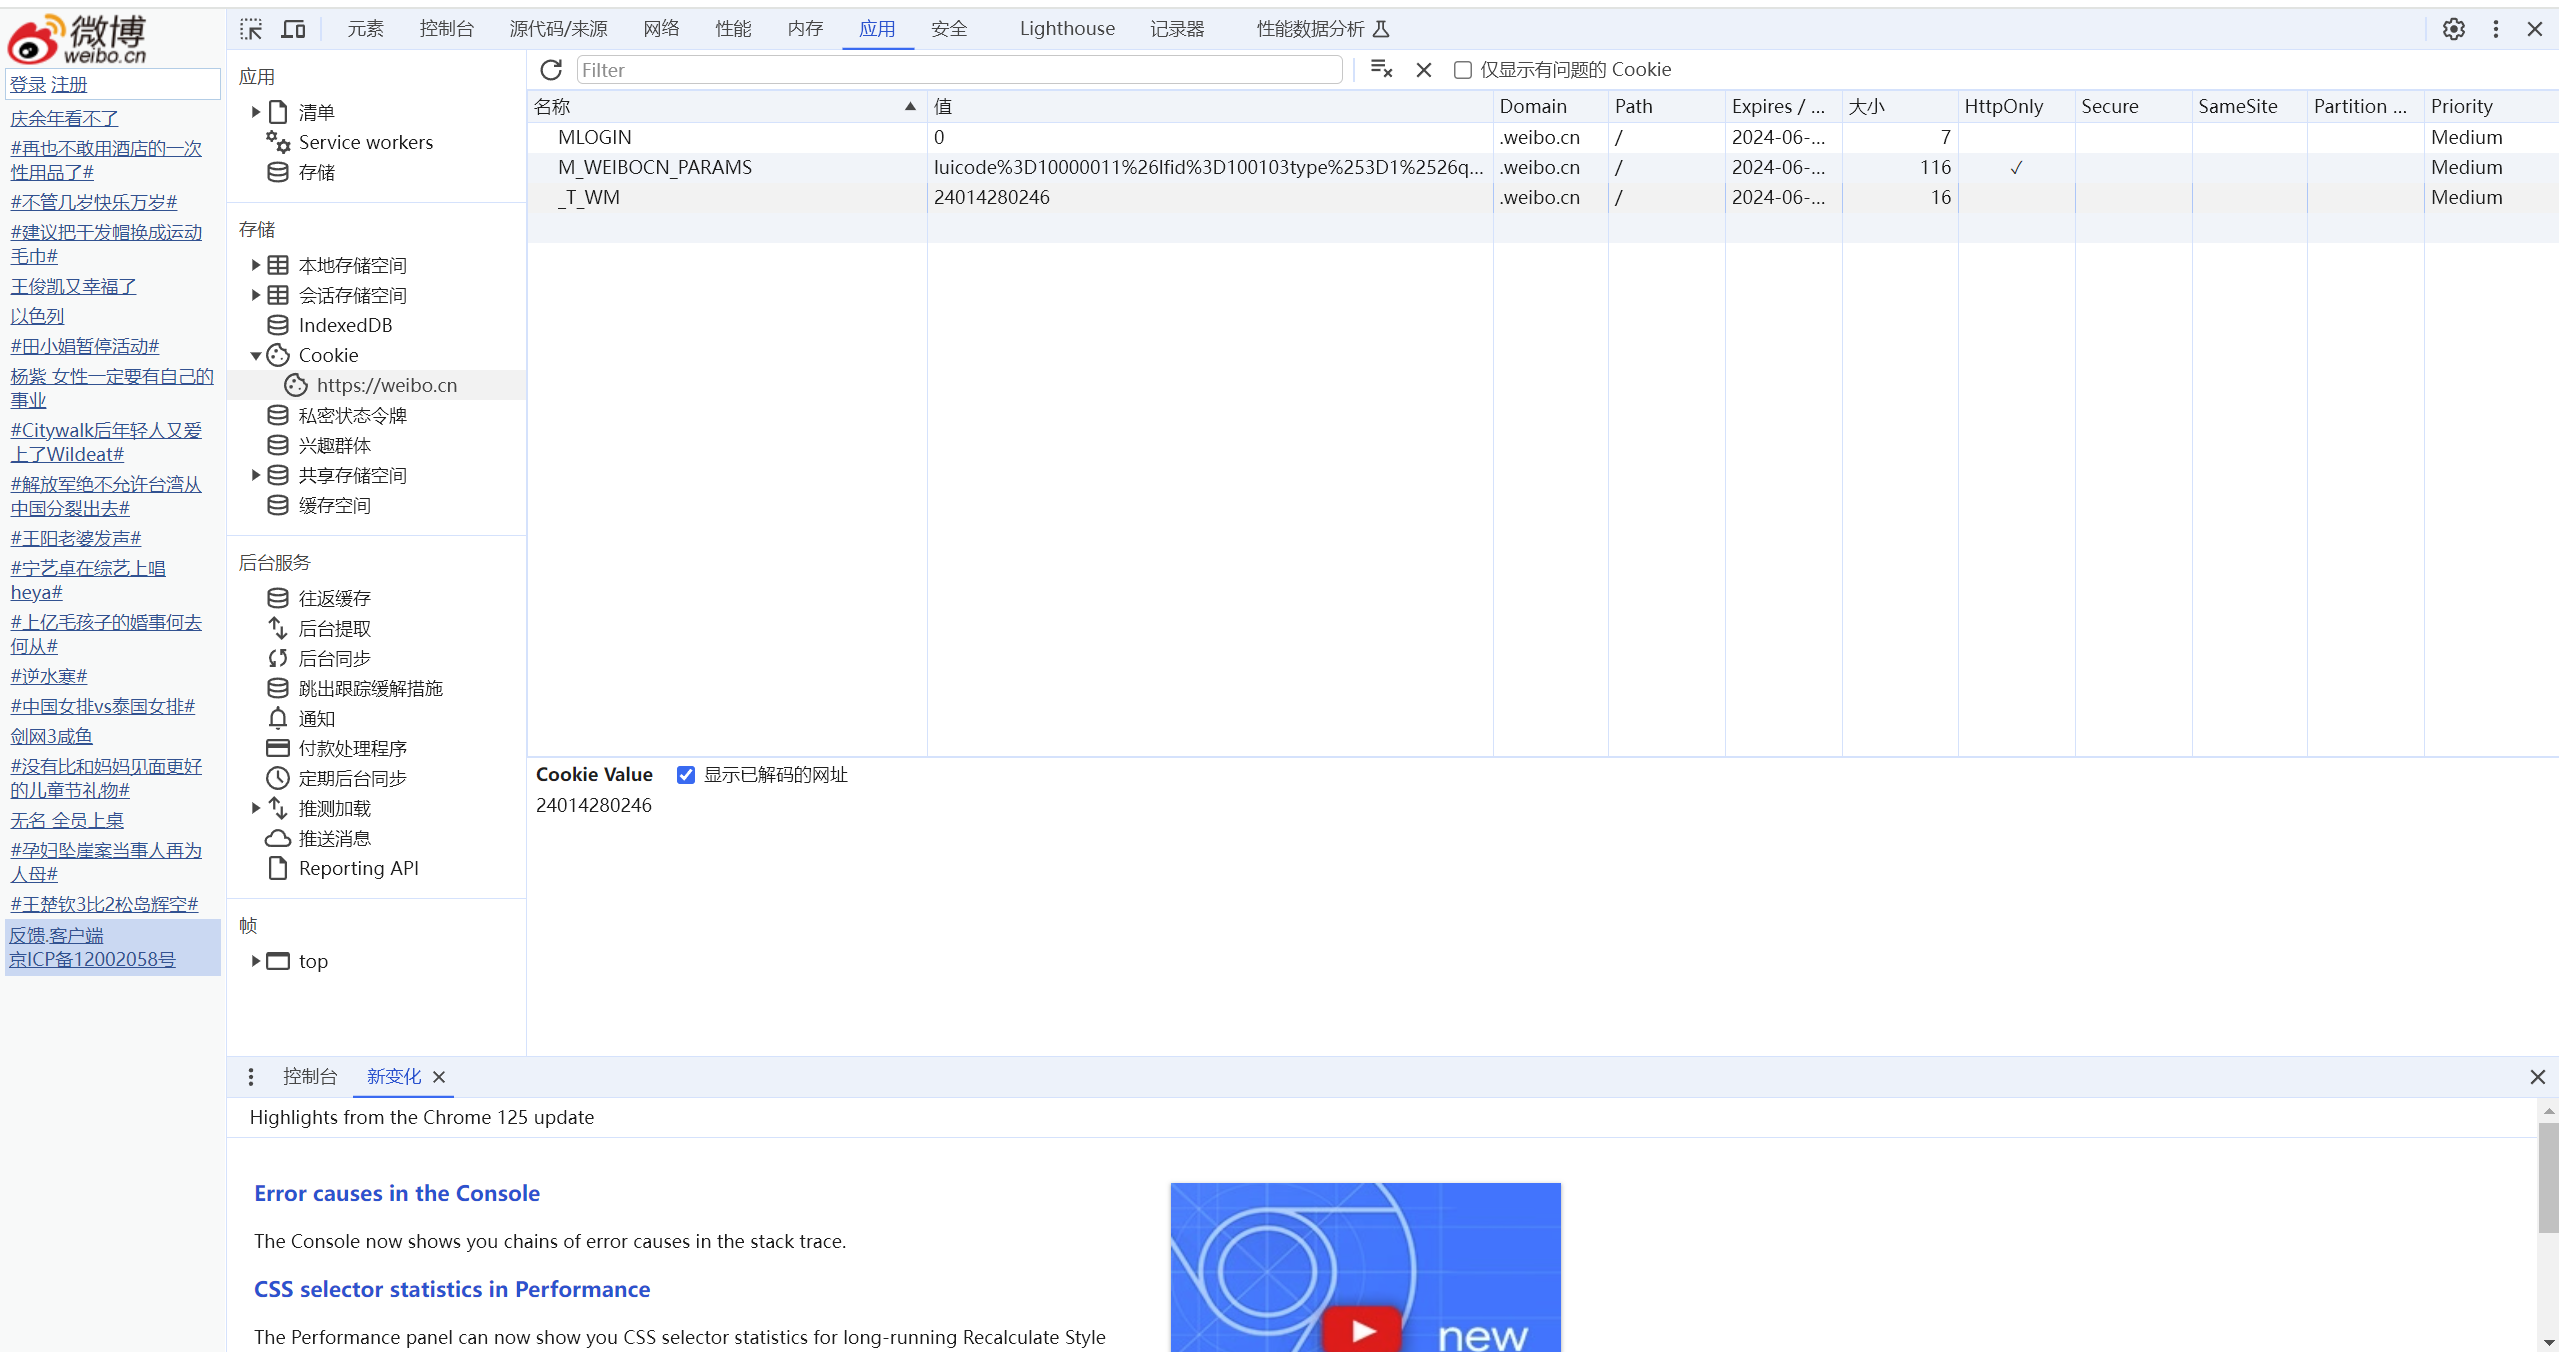 微博
weibo.cn
登录 注册
庆余年看不了
#再也不敢用酒店的一次
性用品了#
#不管几岁快乐万岁#
#建议把干发帽换成运动
毛巾#
王俊凯又幸福了
以色列
#田小娟暂停活动#
杨紫 女性一定要有自己的
事业
#Citywalk后年轻人又爱
上了Wildeat#
#解放军绝不允许台湾从
中国分裂出去#
#王阳老婆发声#
#宁艺卓在综艺上唱
heya#
#上亿毛孩子的婚事何去
何从#
#逆水寒#
#中国女排vs泰国女排#
剑网3咸鱼
#没有比和妈妈见面更好
的儿童节礼物#
无名 全员上桌
#孕妇坠崖案当事人再为
人母#
#王楚钦3比2松岛辉空#
反馈.客户端
京ICP备12002058号
元素 控制台 源代码/来源 网络 性能 内存 应用 安全 Lighthouse 记录器 性能数据分析
应用
清单
Service workers
存储
存储
本地存储空间
会话存储空间
IndexedDB
Cookie
https://weibo.cn
私密状态令牌
兴趣群体
共享存储空间
缓存空间
后台服务
往返缓存
后台提取
后台同步
跳出跟踪缓解措施
通知
付款处理程序
定期后台同步
推测加载
推送消息
Reporting API
帧
top
Filter 仅显示有问题的 Cookie
名称 值 Domain Path Expires / ... 大小 HttpOnly Secure SameSite Partition ... Priority
MLOGIN 0 .weibo.cn / 2024-06-... 7 Medium
M_WEIBOCN_PARAMS luicode%3D10000011%26lfid%3D100103type%253D1%2526q... .weibo.cn / 2024-06-... 116 ✓ Medium
_T_WM 24014280246 .weibo.cn / 2024-06-... 16 Medium
Cookie Value 显示已解码的网址
24014280246
控制台 新变化
Highlights from the Chrome 125 update
Error causes in the Console
The Console now shows you chains of error causes in the stack trace.
CSS selector statistics in Performance
The Performance panel can now show you CSS selector statistics for long-running Recalculate Style
new